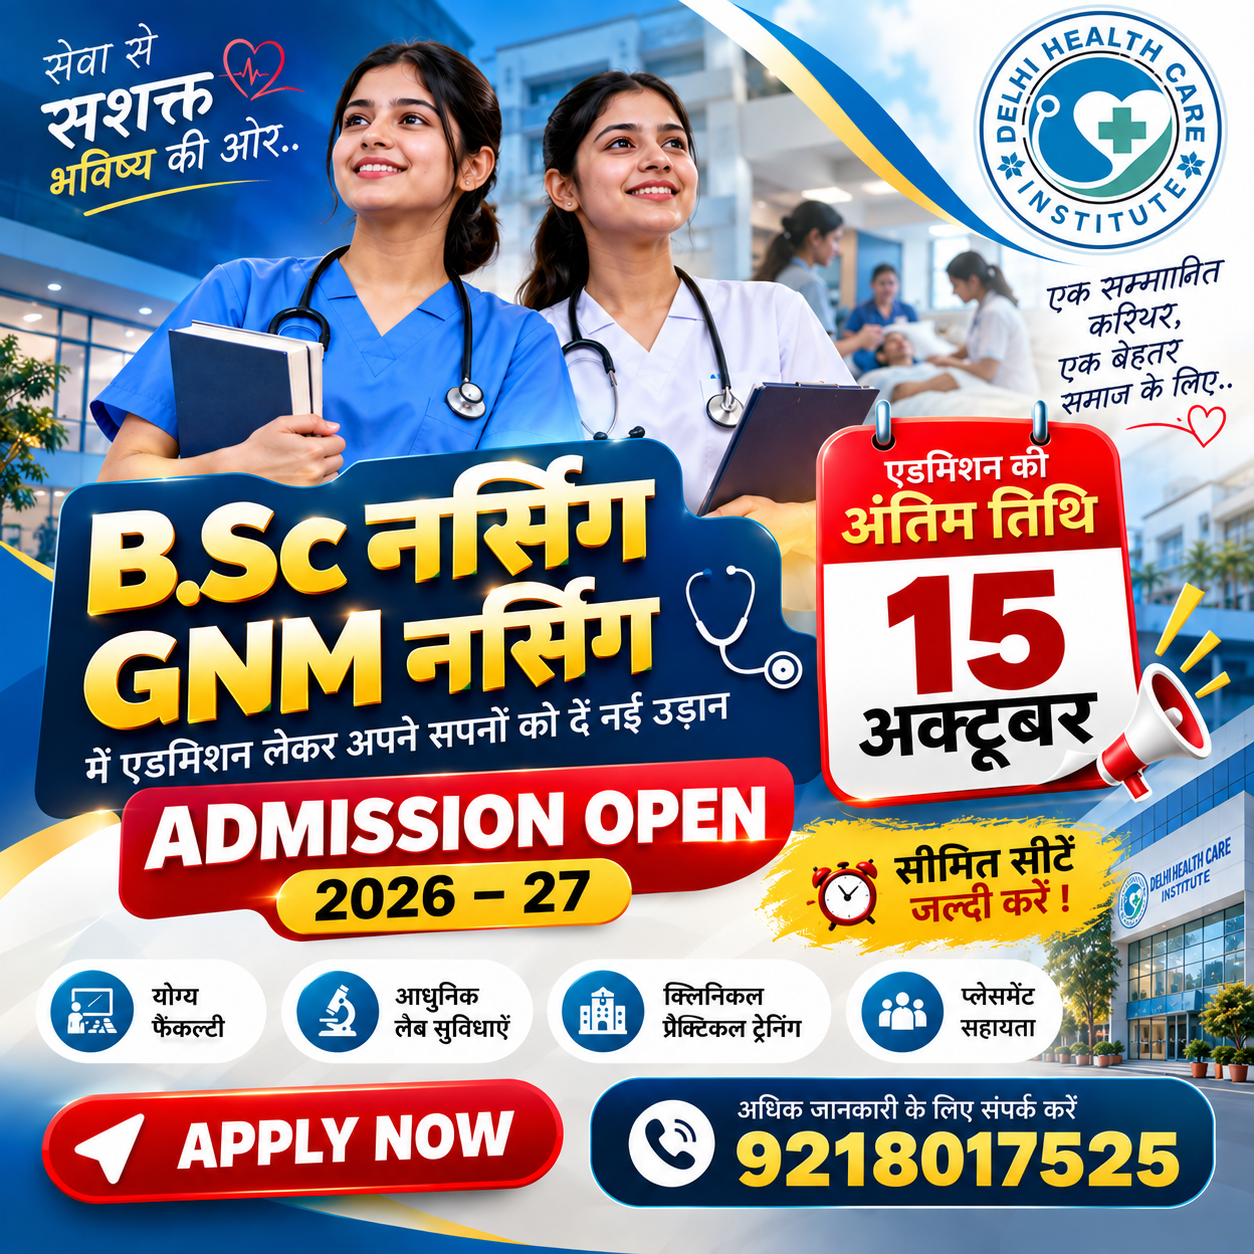 सेवा से
सशक्त
भविष्य की ओर..
DELHI HEALTH CARE
INSTITUTE
एक सम्मानित
करियर,
एक बेहतर
समाज के लिए..
B.Sc नर्सिंग
GNM नर्सिंग
में एडमिशन लेकर अपने सपनों को दें नई उड़ान
ADMISSION OPEN
2026 – 27
एडमिशन की
अंतिम तिथि
15
अक्टूबर
सीमित सीटें
जल्दी करें !
DELHI HEALTH CARE
INSTITUTE
योग्य
फैंकल्टी
आधुनिक
लैब सुविधाऐं
क्लिनिकल
प्रैक्टिकल ट्रेनिंग
प्लेसमेंट
सहायता
APPLY NOW
अधिक जानकारी के लिए संपर्क करें
9218017525